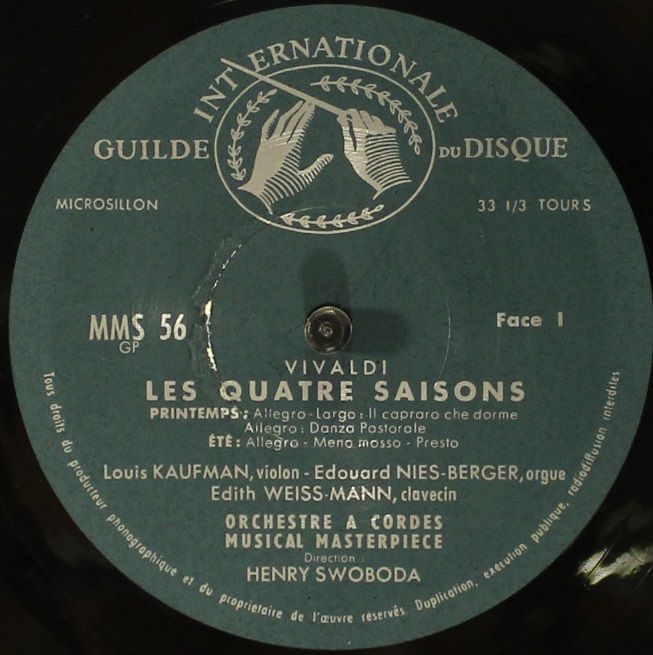 INTERNATIONALE
GUILDE DU DISQUE
MICROSILLON
33 1/3 TOURS
MMS 56
GP
Face 1
VIVALDI
LES QUATRE SAISONS
PRINTEMPS: Allegro - Largo: Il capraro che dorme
Allegro: Danza Pastorale
ÉTÉ: Allegro - Meno mosso - Presto
Louis KAUFMAN, violon - Edouard NIES-BERGER, orgue
Edith WEISS-MANN, clavecin
ORCHESTRE A CORDES
MUSICAL MASTERPIECE
Direction:
HENRY SWOBODA
Tous droits du producteur phonographique et du proprietaire de l'œuvre réservés. Duplication, execution publique, radiodiffusion interdites